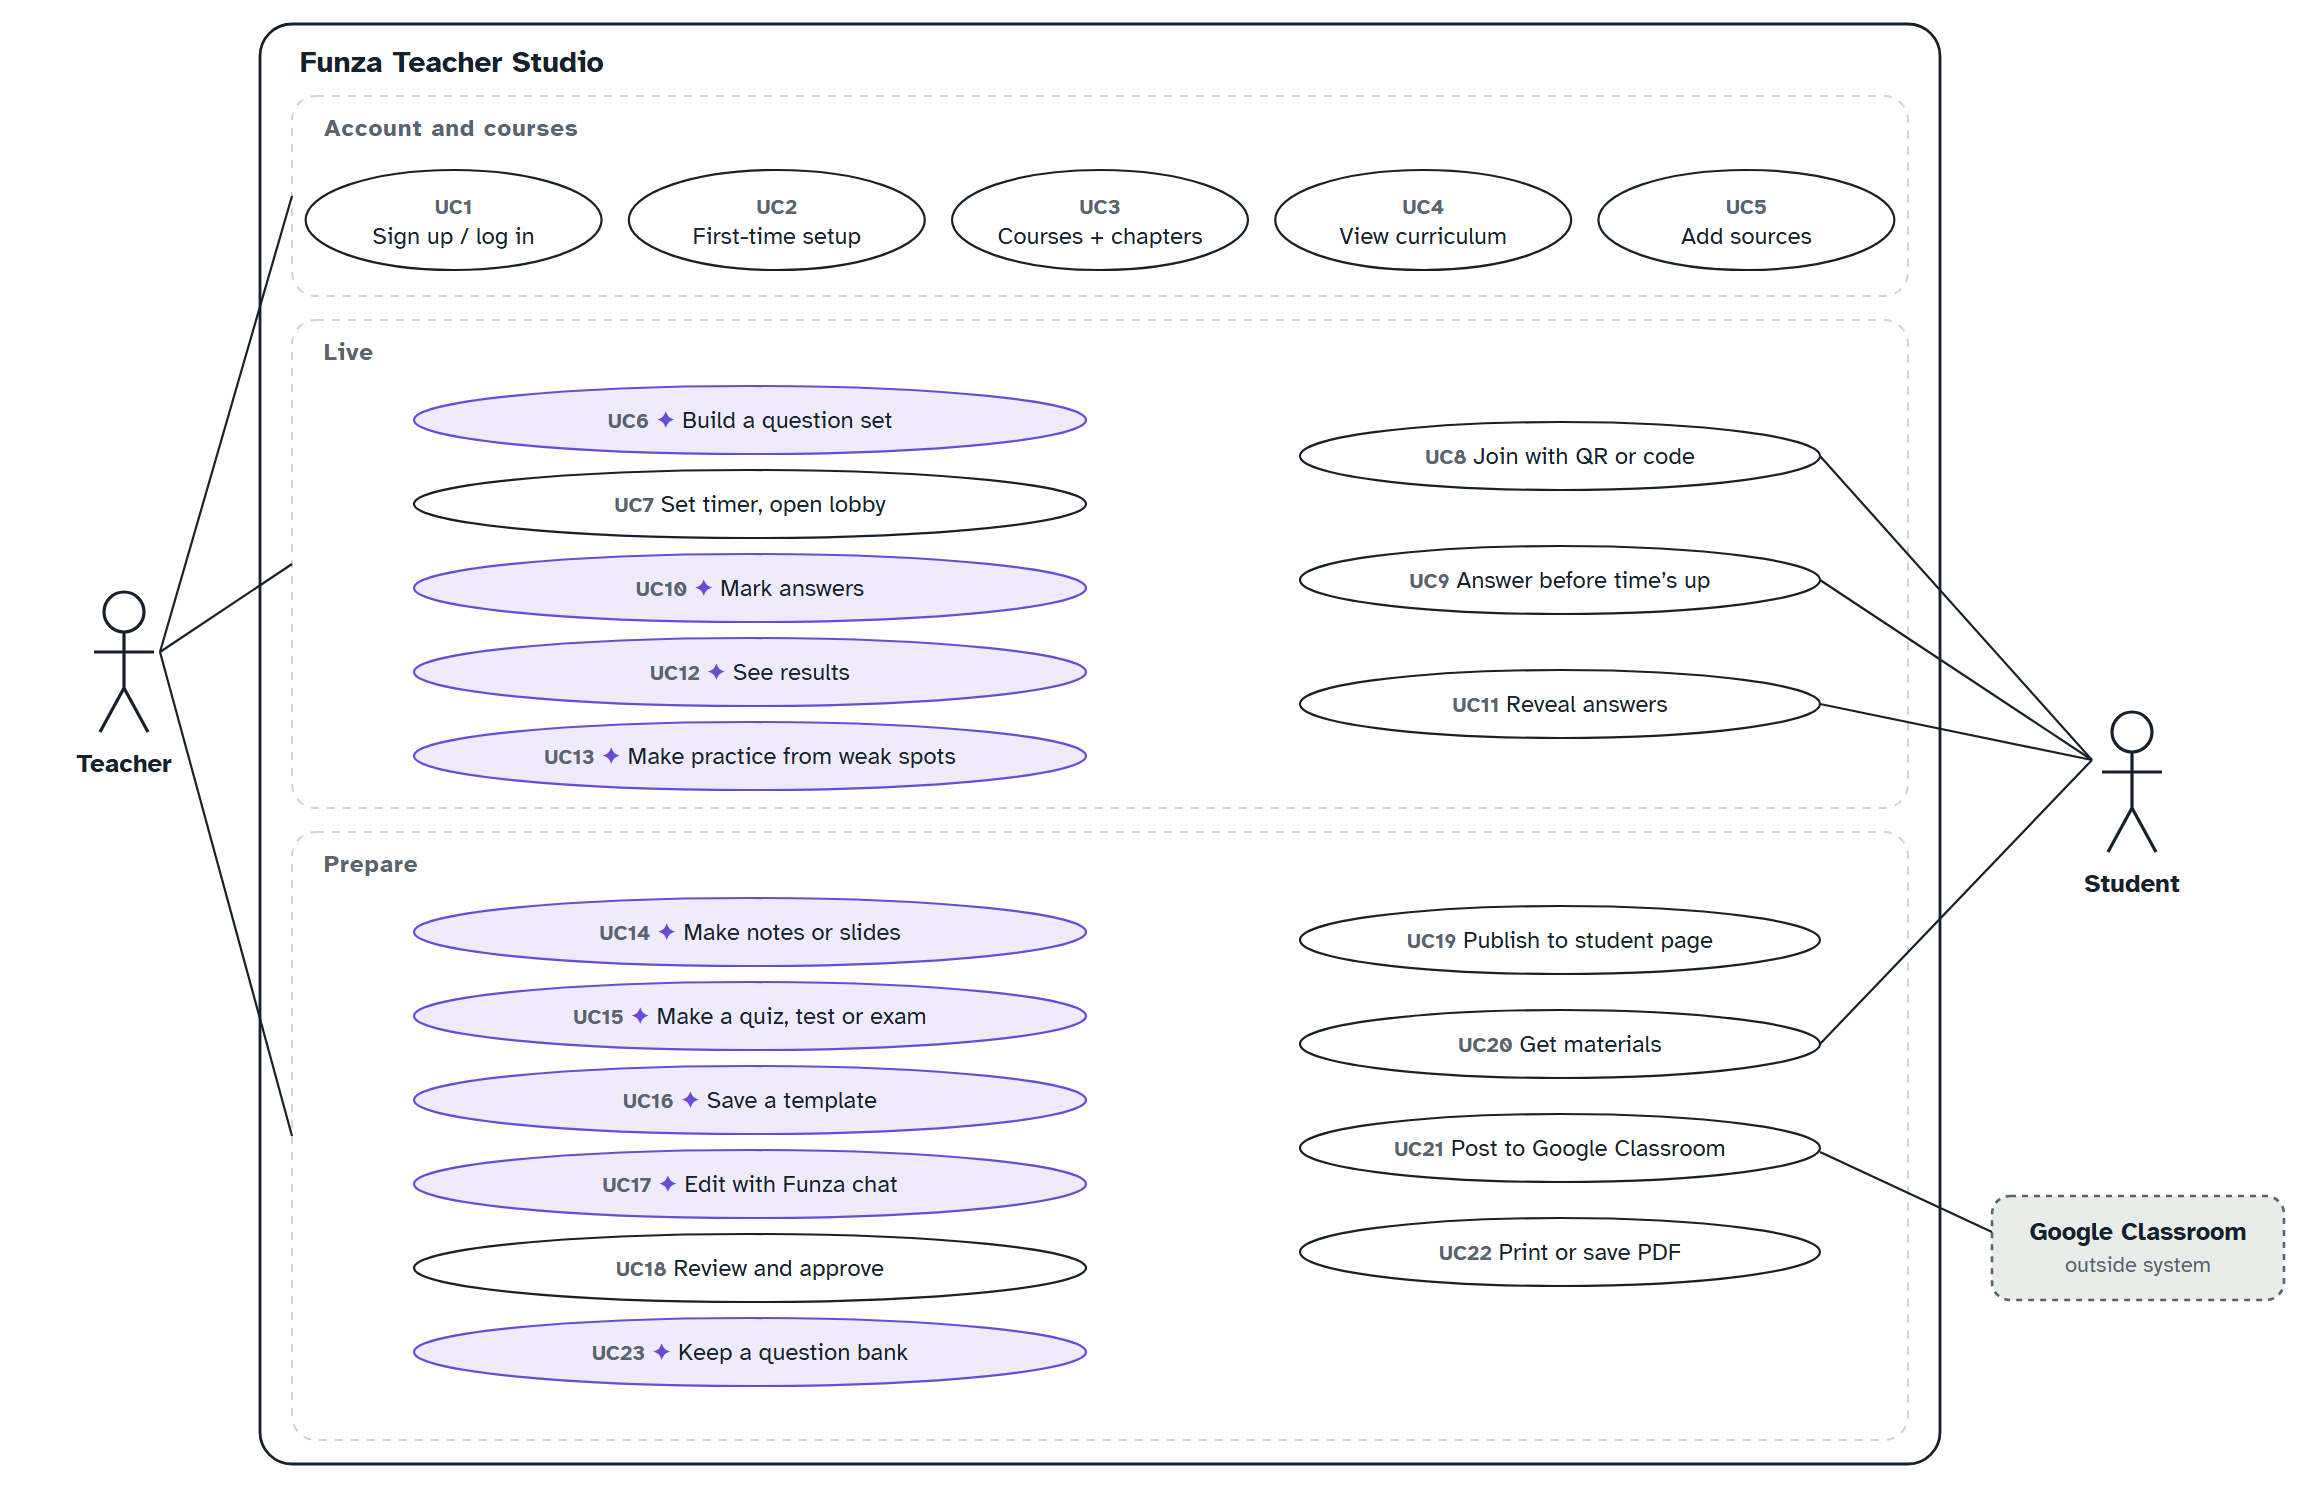 Funza Teacher Studio
Account and courses
UC1
Sign up / log in
UC2
First-time setup
UC3
Courses + chapters
UC4
View curriculum
UC5
Add sources
Live
UC6 ✦ Build a question set
UC7 Set timer, open lobby
UC10 ✦ Mark answers
UC12 ✦ See results
UC13 ✦ Make practice from weak spots
UC8 Join with QR or code
UC9 Answer before time’s up
UC11 Reveal answers
Teacher
Student
Prepare
UC14 ✦ Make notes or slides
UC15 ✦ Make a quiz, test or exam
UC16 ✦ Save a template
UC17 ✦ Edit with Funza chat
UC18 Review and approve
UC23 ✦ Keep a question bank
UC19 Publish to student page
UC20 Get materials
UC21 Post to Google Classroom
UC22 Print or save PDF
Google Classroom
outside system